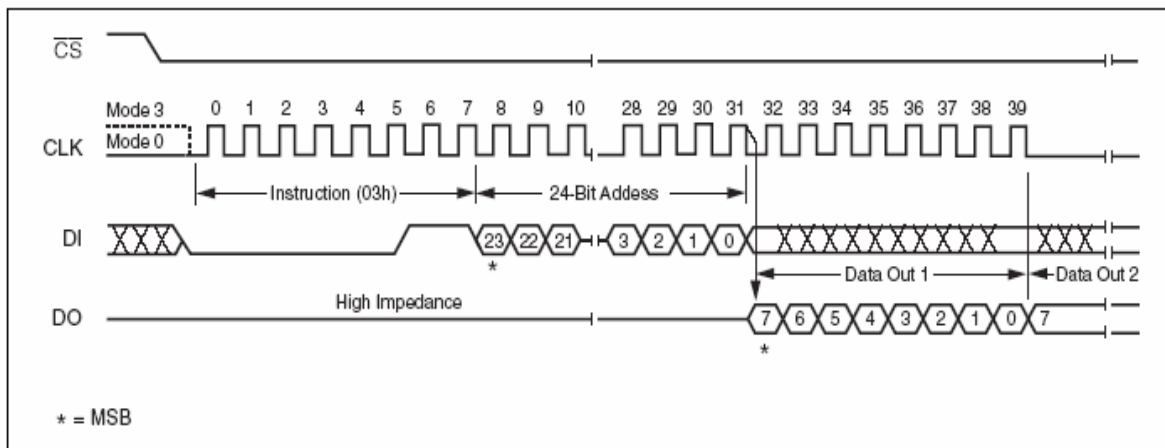 CS
Mode 3
0 1 2 3 4 5 6 7 8 9 10 28 29 30 31 32 33 34 35 36 37 38 39
Mode 0
CLK
Instruction (03h) 24-Bit Addess
DI 23 22 21 3 2 1 0
*
Data Out 1 Data Out 2
High Impedance
DO 7 6 5 4 3 2 1 0 7
*
* = MSB